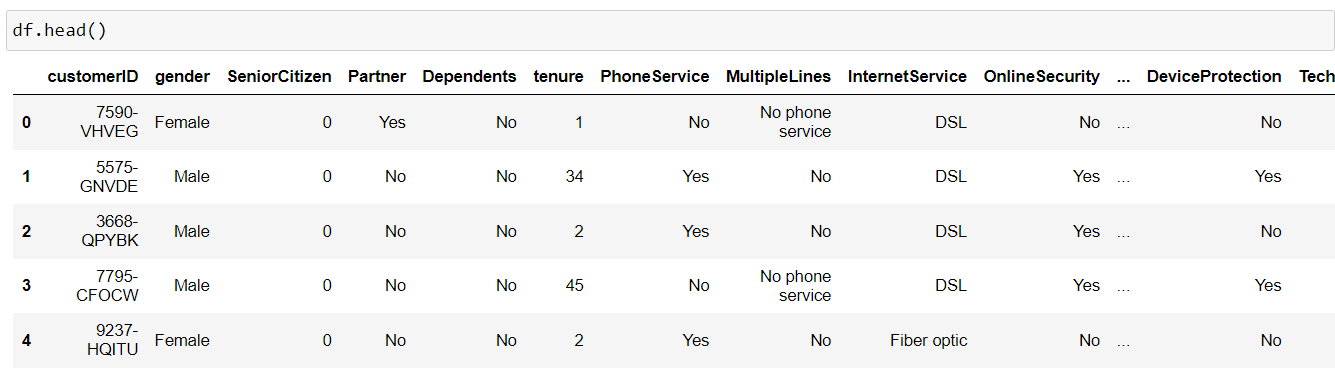 df.head()
customerID gender SeniorCitizen Partner Dependents tenure PhoneService MultipleLines InternetService OnlineSecurity ... DeviceProtection Tech
0 7590-VHVEG Female 0 Yes No 1 No No phone service DSL No ... No
1 5575-GNVDE Male 0 No No 34 Yes No DSL Yes ... Yes
2 3668-QPYBK Male 0 No No 2 Yes No DSL Yes ... No
3 7795-CFOCW Male 0 No No 45 No No phone service DSL Yes ... Yes
4 9237-HQITU Female 0 No No 2 Yes No Fiber optic No ... No